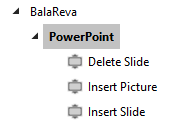 BalaReva
PowerPoint
Delete Slide
Insert Picture
Insert Slide